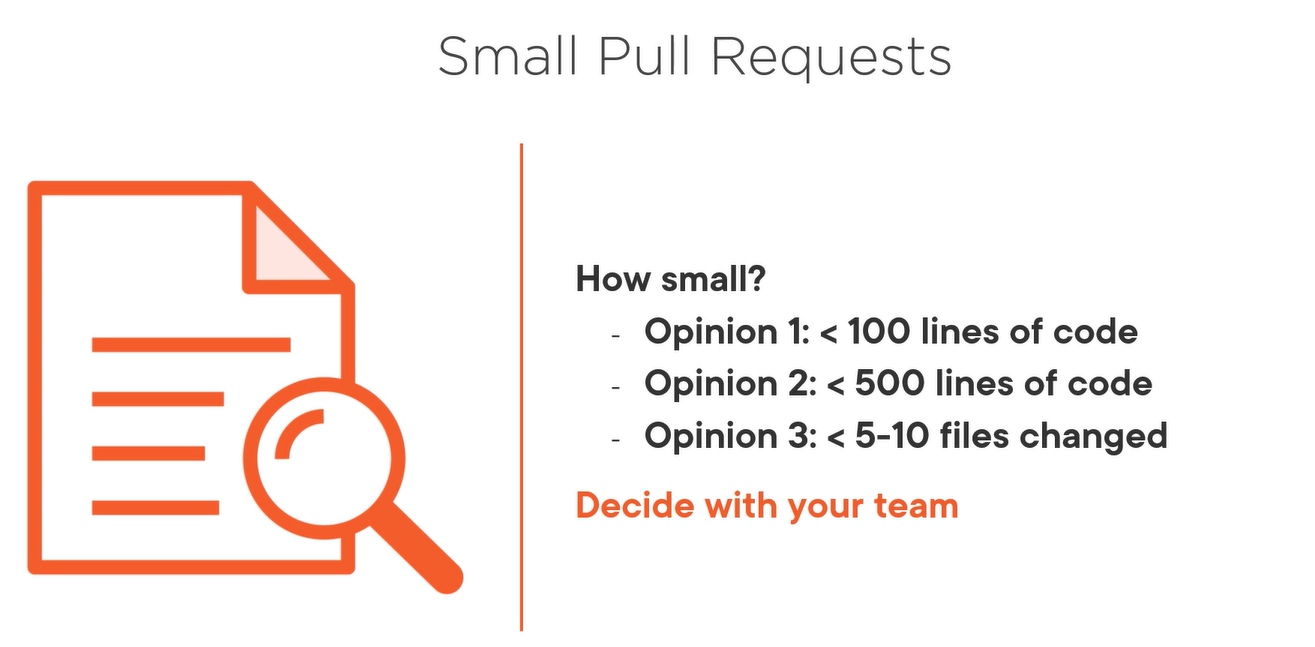 Small Pull Requests
How small?
- Opinion 1: < 100 lines of code
- Opinion 2: < 500 lines of code
- Opinion 3: < 5-10 files changed
Decide with your team